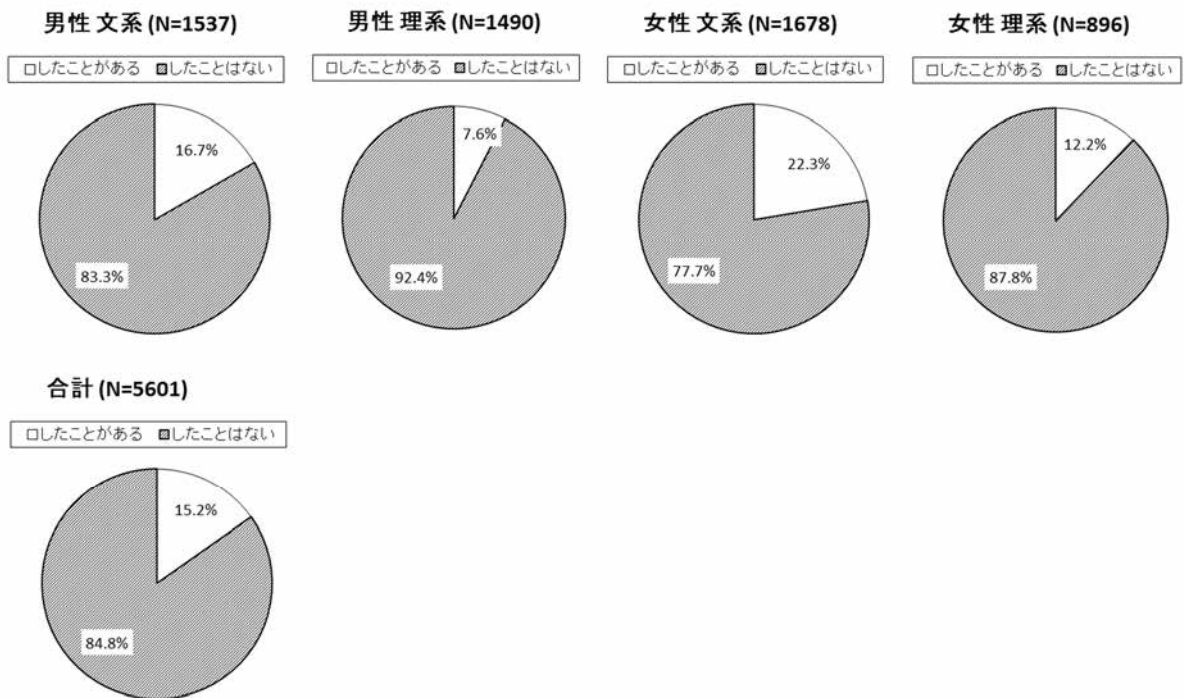 男性 文系 (N=1537)
□したことがある ▨したことはない
16.7%
83.3%
男性 理系 (N=1490)
□したことがある ▨したことはない
7.6%
92.4%
女性 文系 (N=1678)
□したことがある ▨したことはない
22.3%
77.7%
女性 理系 (N=896)
□したことがある ▨したことはない
12.2%
87.8%
合計 (N=5601)
□したことがある ▨したことはない
15.2%
84.8%